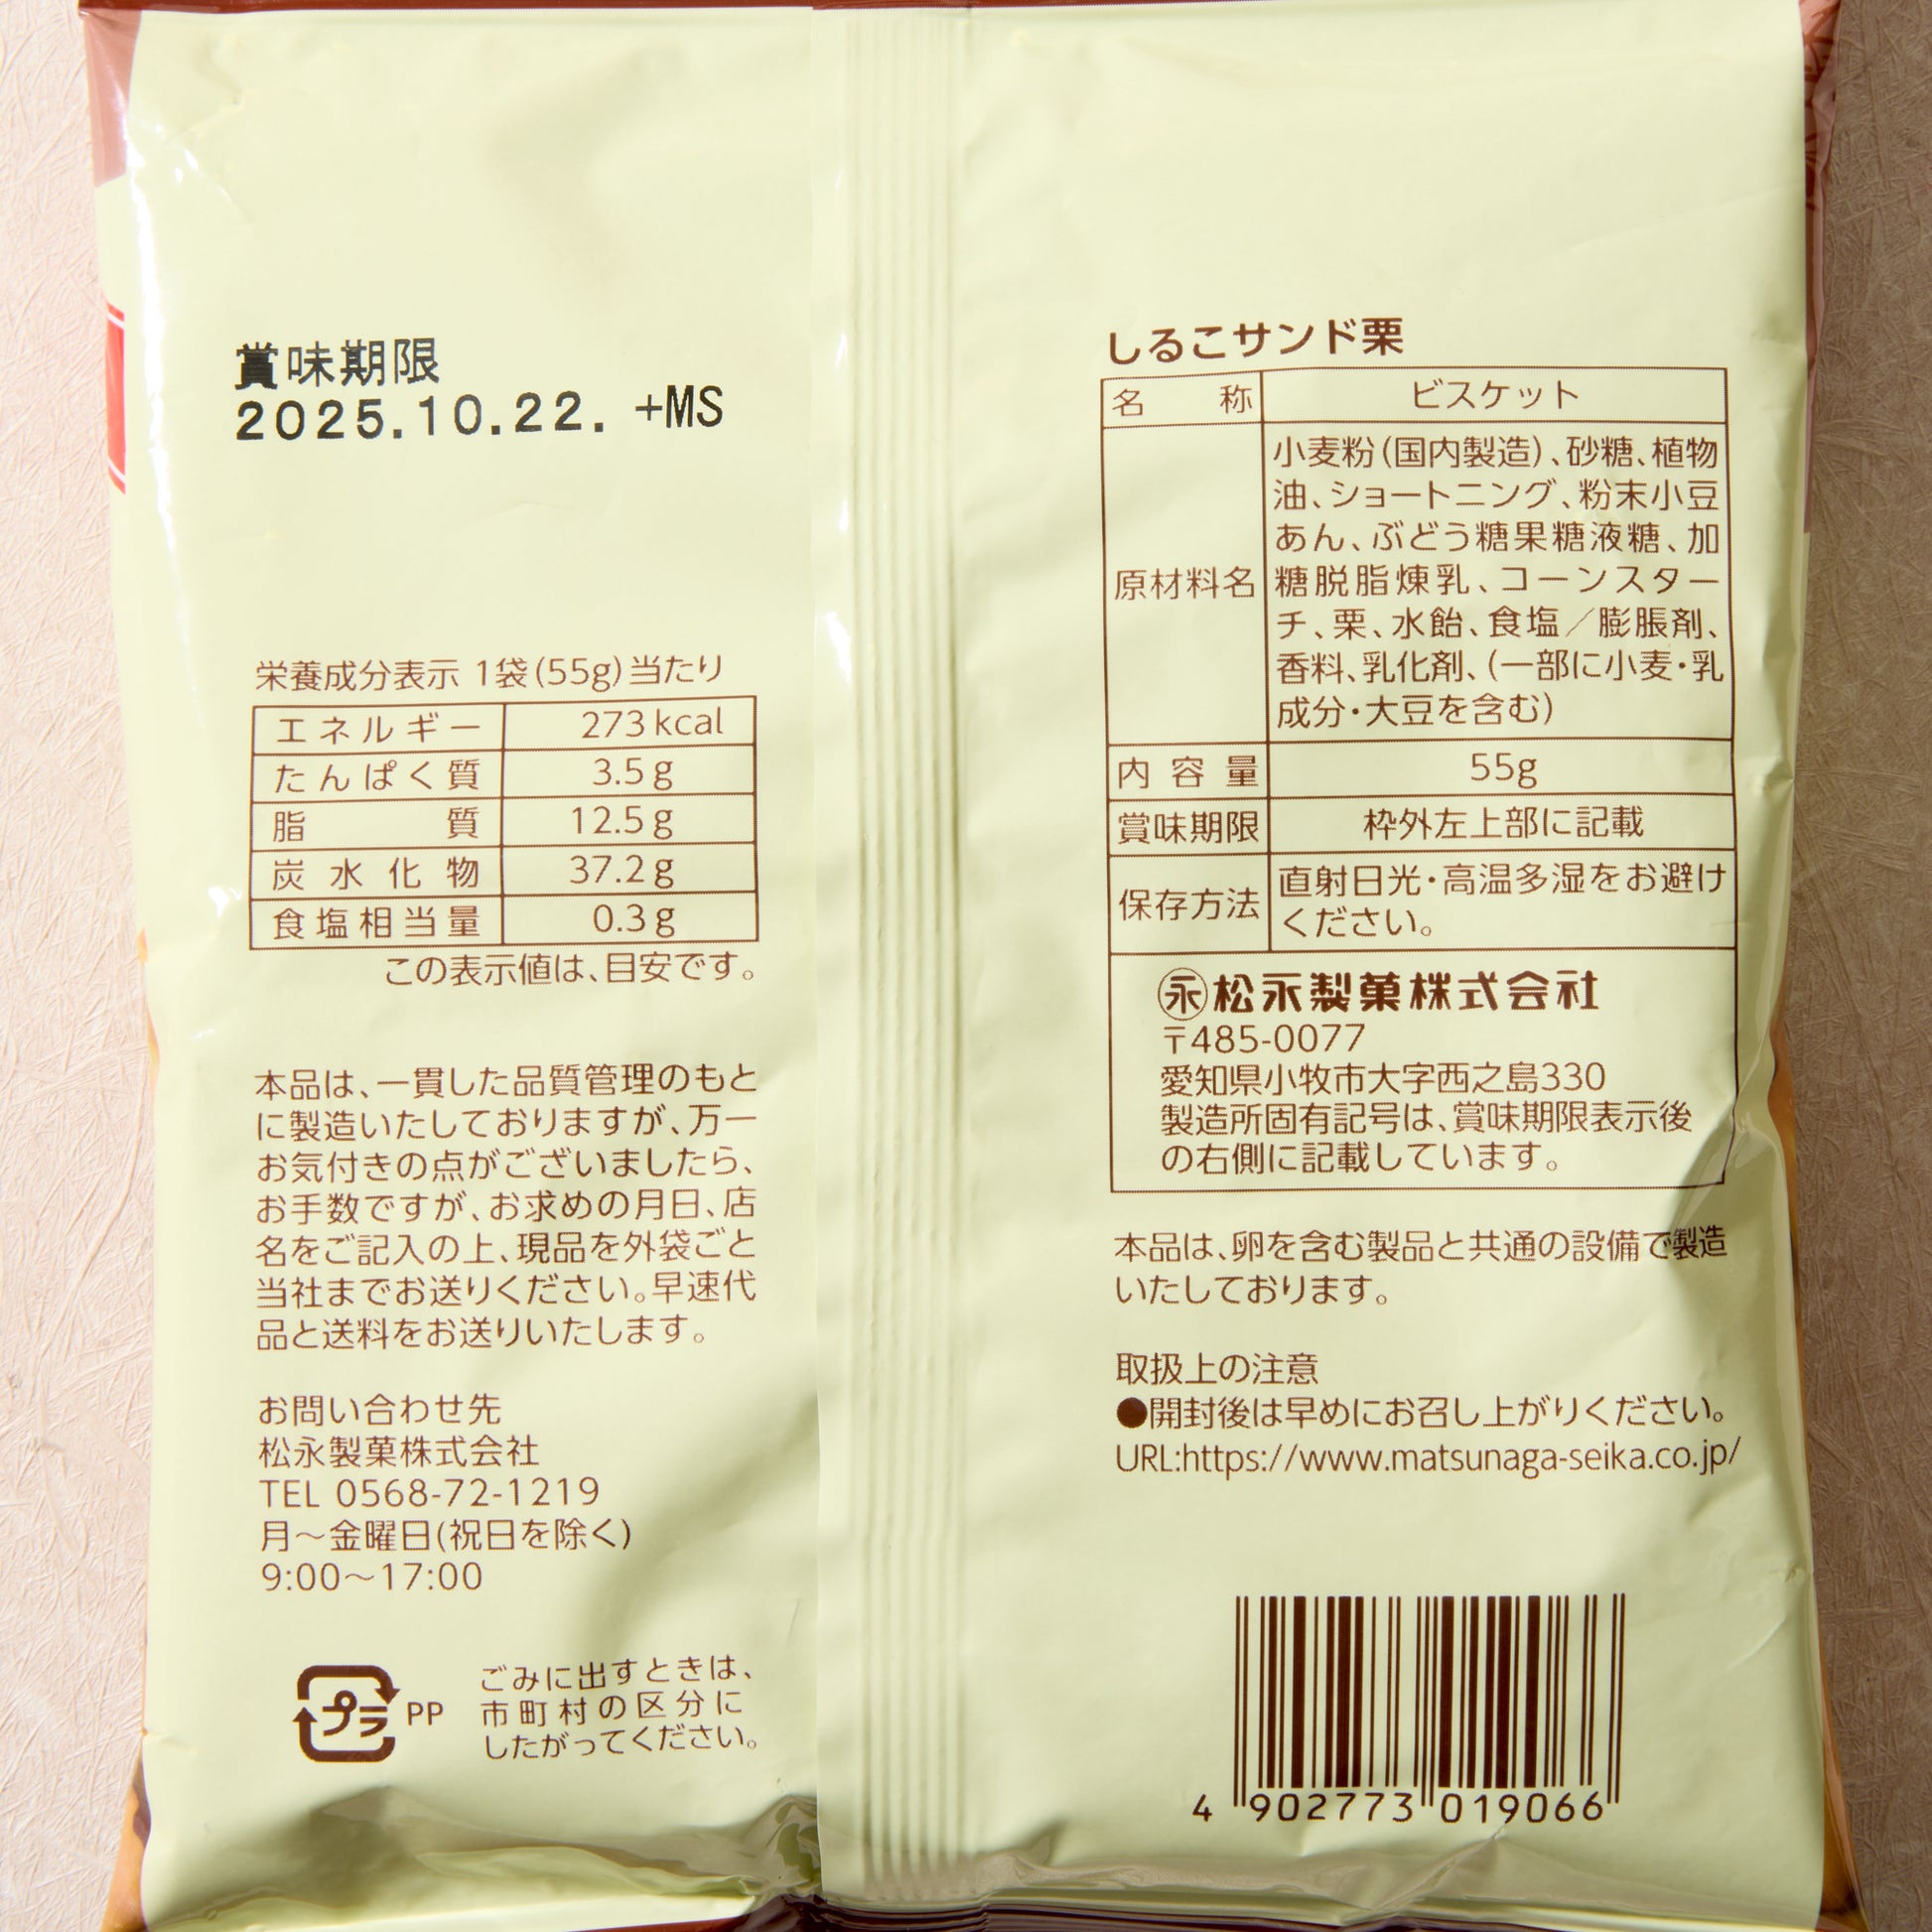 賞味期限
2025.10.22. +MS
栄養成分表示 1袋(55g)当たり
エネルギー 273kcal
たんぱく質 3.5g
脂質 12.5g
炭水化物 37.2g
食塩相当量 0.3g
この表示値は、目安です。
本品は、一貫した品質管理のもと
に製造いたしておりますが、万一
お気付きの点がございましたら、
お手数ですが、お求めの月日、店
名をご記入の上、現品を外袋ごと
当社までお送りください。早速代
品と送料をお送りいたします。
お問い合わせ先
松永製菓株式会社
TEL 0568-72-1219
月〜金曜日(祝日を除く)
9:00〜17:00
プラ PP
ごみに出すときは、
市町村の区分に
したがってください。
しるこサンド栗
名称 ビスケット
原材料名
小麦粉(国内製造)、砂糖、植物
油、ショートニング、粉末小豆
あん、ぶどう糖果糖液糖、加
糖脱脂煉乳、コーンスター
チ、栗、水飴、食塩／膨脹剤、
香料、乳化剤、(一部に小麦・乳
成分・大豆を含む)
内容量 55g
賞味期限 枠外左上部に記載
保存方法 直射日光・高温多湿をお避け
ください。
永 松永製菓株式会社
〒485-0077
愛知県小牧市大字西之島330
製造所固有記号は、賞味期限表示後
の右側に記載しています。
本品は、卵を含む製品と共通の設備で製造
いたしております。
取扱上の注意
●開封後は早めにお召し上がりください。
URL:https://www.matsunaga-seika.co.jp/
4 902773 019066